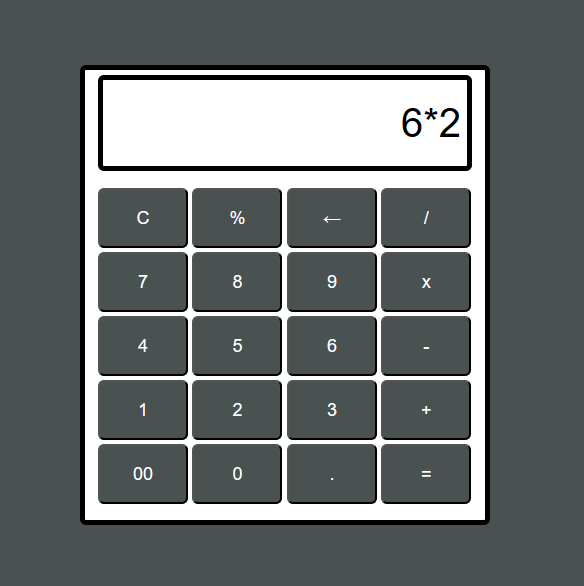 6*2
C % ← /
7 8 9 x
4 5 6 -
1 2 3 +
00 0 . =